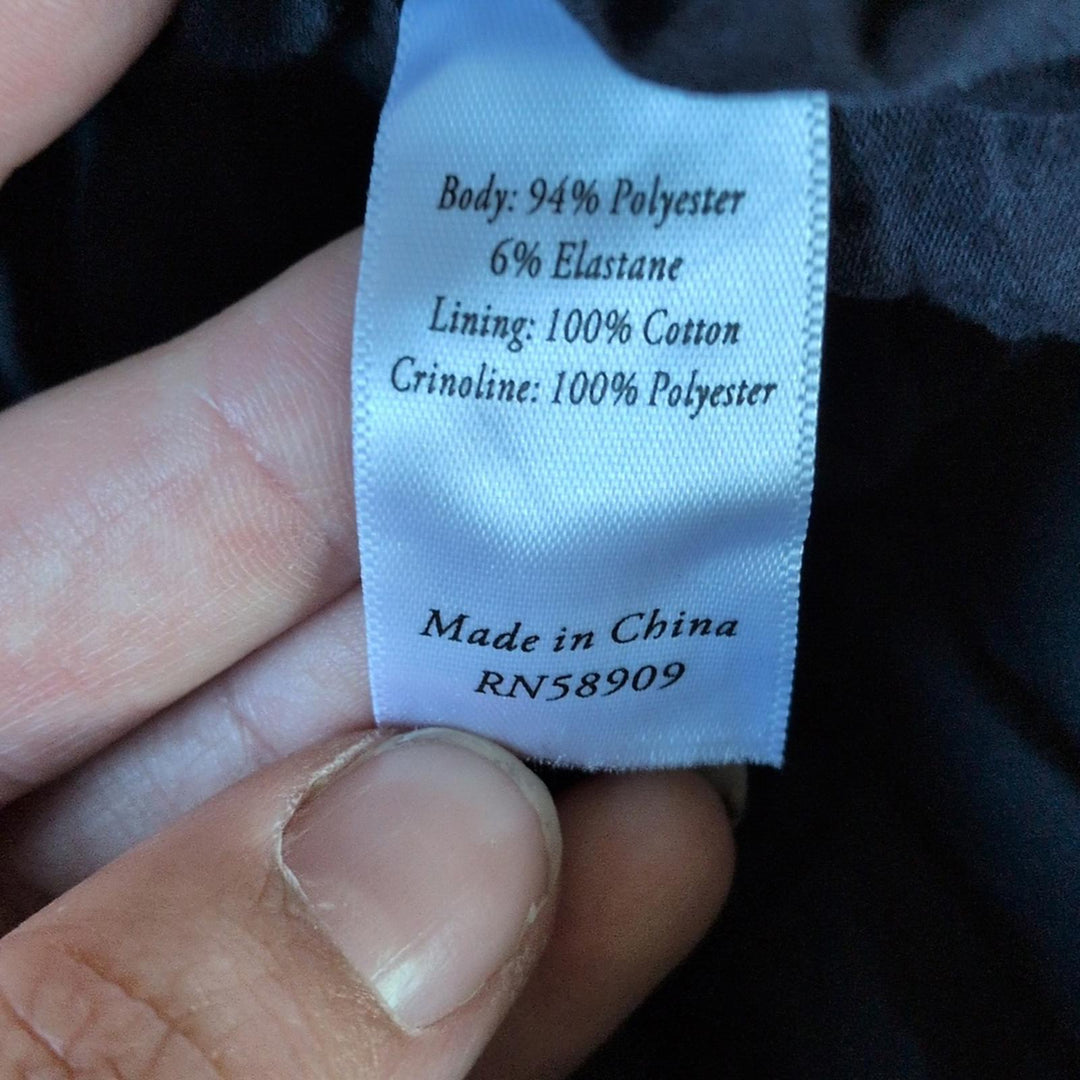 Body: 94% Polyester
6% Elastane
Lining: 100% Cotton
Crinoline: 100% Polyester
Made in China
RN58909